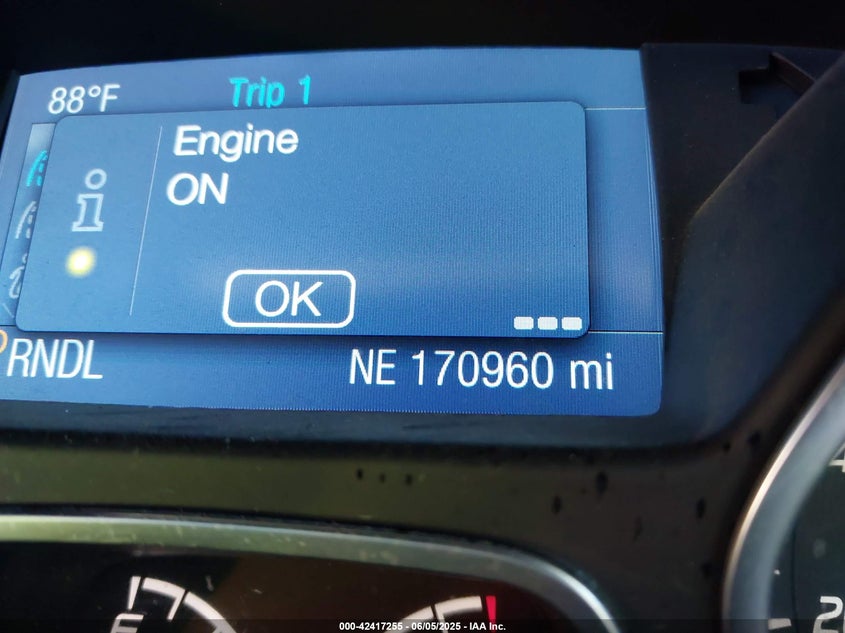 88°F Trip 1
Engine
ON
OK
RNDL NE 170960 mi
000-42417255 - 06/05/2025 - IAA Inc.